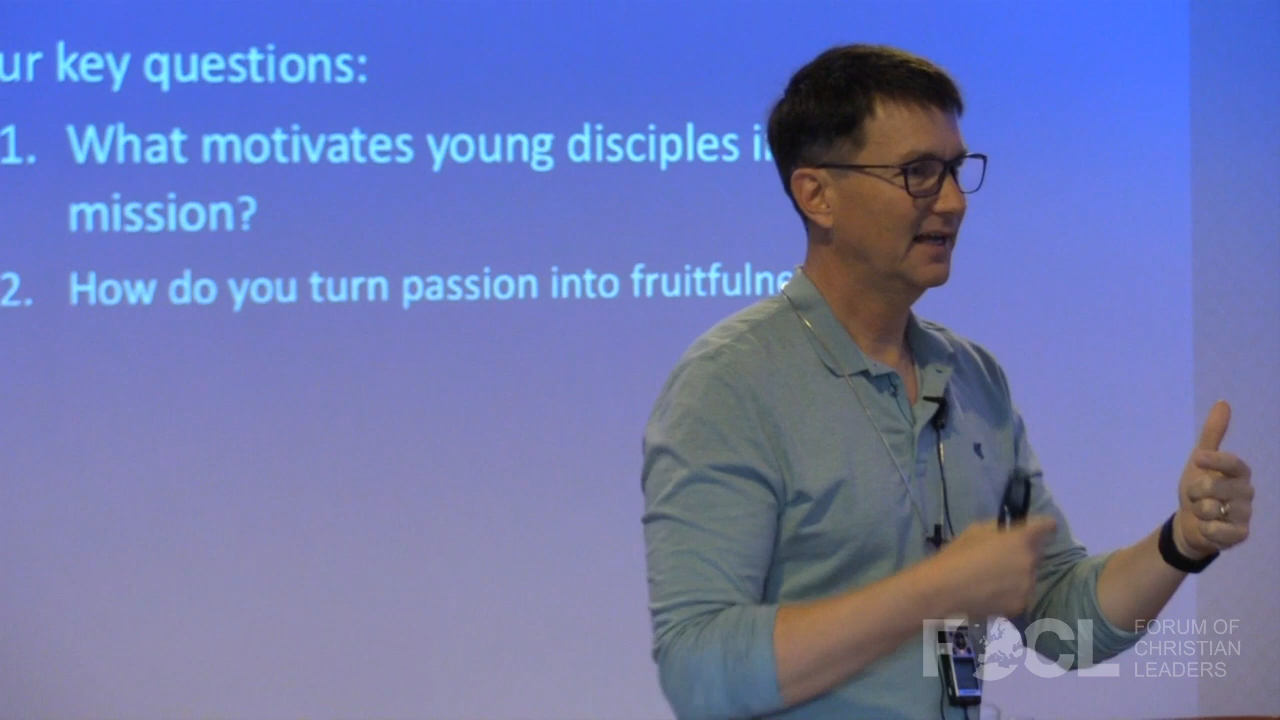 ur key questions:
1. What motivates young disciples i
mission?
2. How do you turn passion into fruitfulne
FOCL
FORUM OF
CHRISTIAN
LEADERS